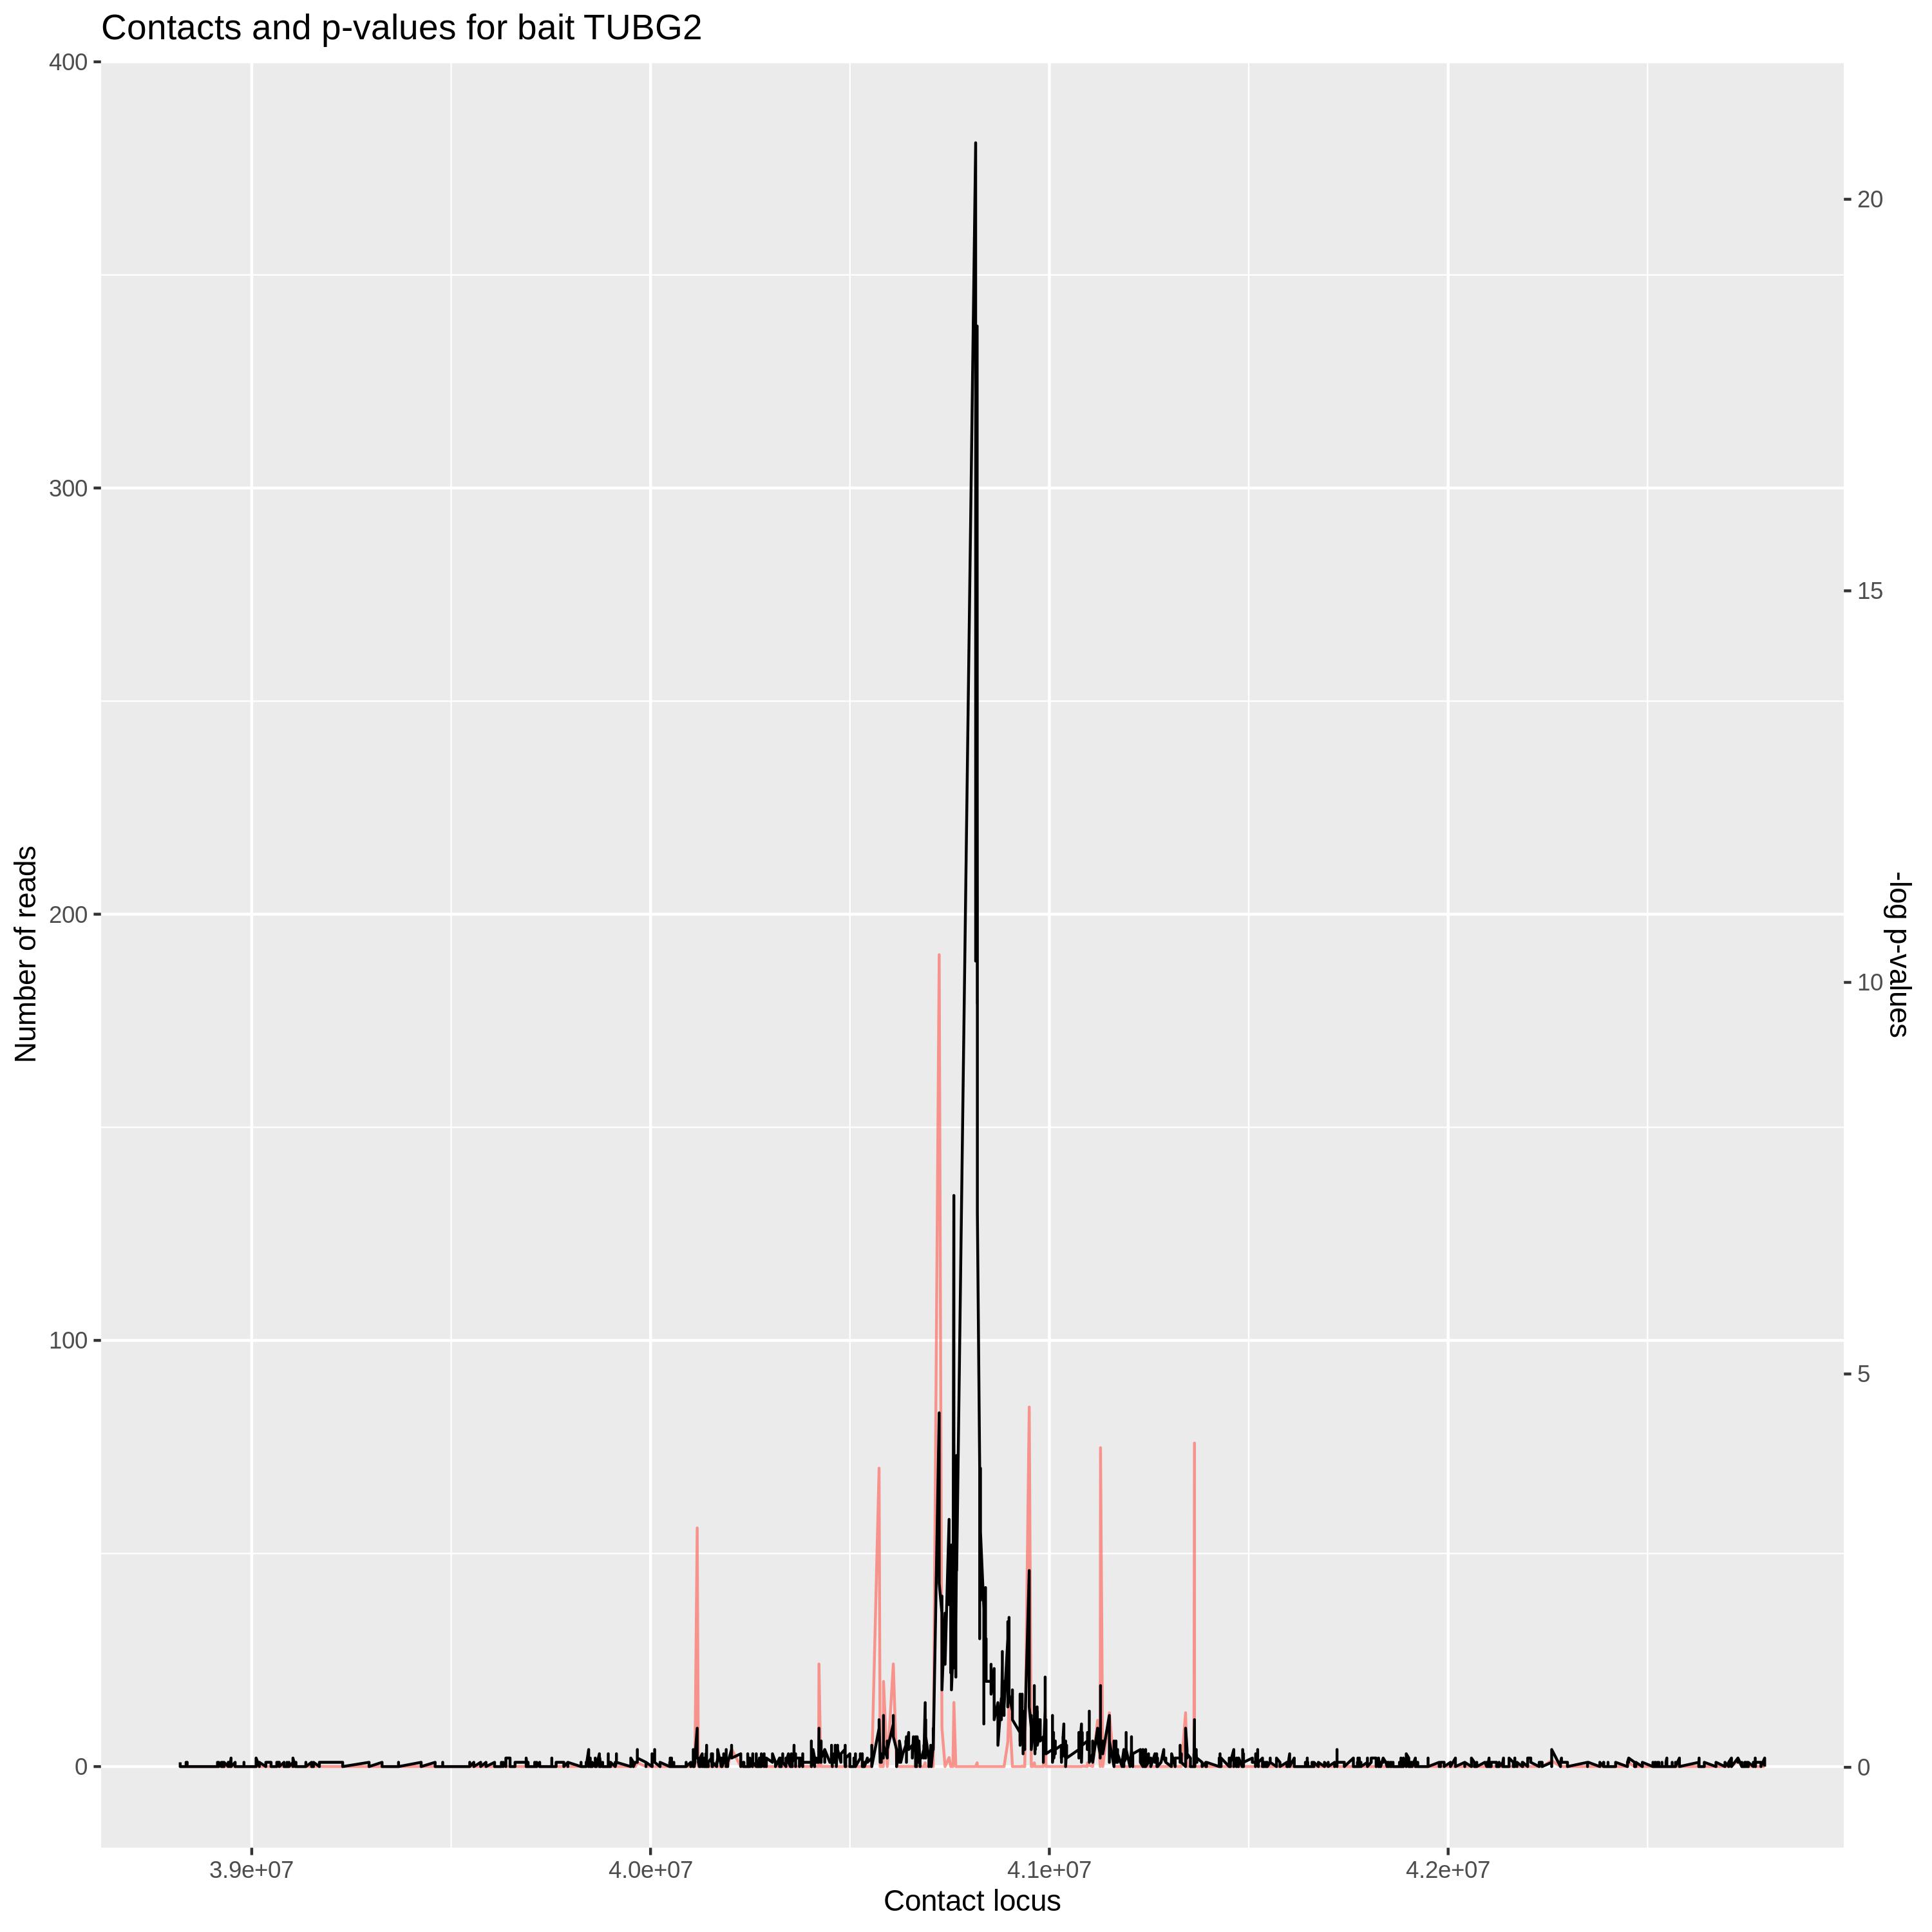 Contacts and p-values for bait TUBG2
400
300
200
100
0
Number of reads
20
15
10
5
0
-log p-values
3.9e+07
4.0e+07
4.1e+07
4.2e+07
Contact locus